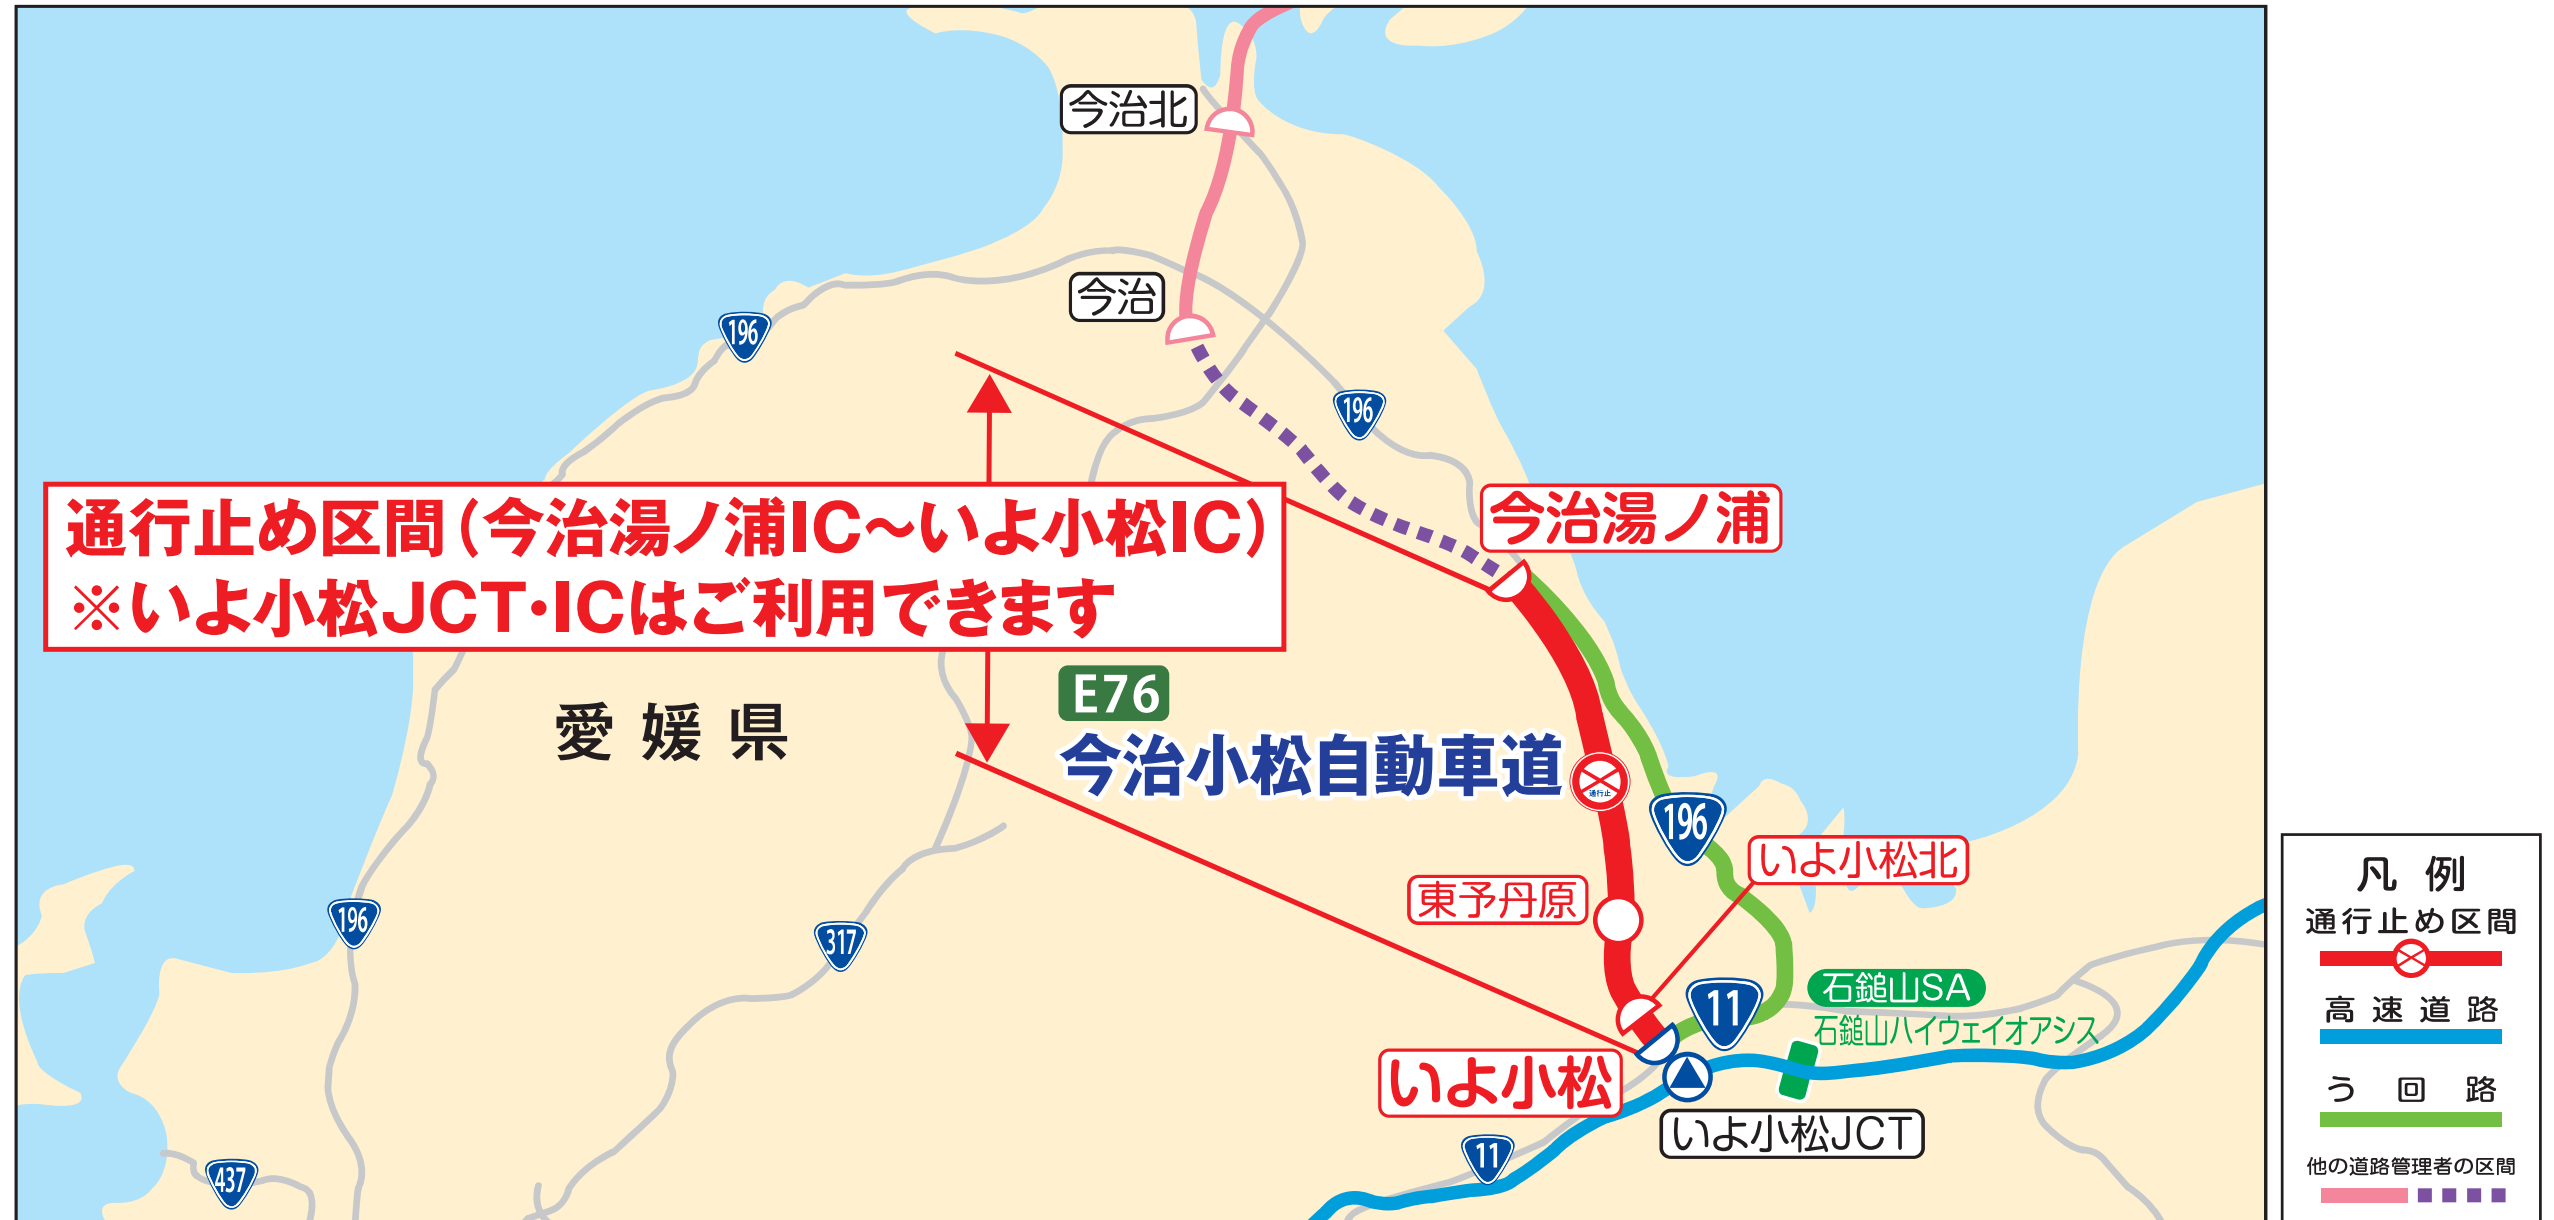 今治北
今治
196
196
通行止め区間(今治湯ノ浦IC〜いよ小松IC)
※いよ小松JCT・ICはご利用できます
今治湯ノ浦
E76
今治小松自動車道
愛媛県
通行止
196
いよ小松北
東予丹原
196
317
11
石鎚山SA
石鎚山ハイウェイオアシス
いよ小松
いよ小松JCT
11
437
凡例
通行止め区間
高速道路
う回路
他の道路管理者の区間